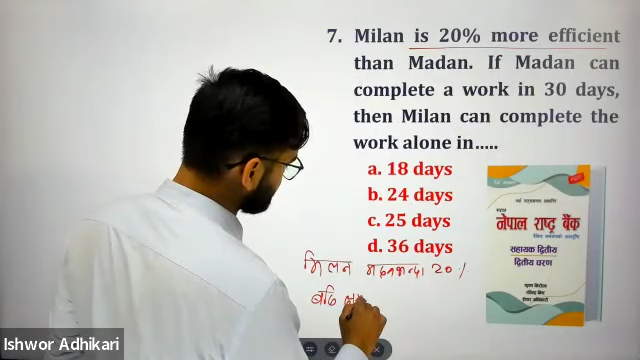 7. Milan is 20% more efficient
than Madan. If Madan can
complete a work in 30 days,
then Milan can complete the
work alone in.....
a. 18 days
b. 24 days
c. 25 days
d. 36 days
मिलन मदनभन्दा 20%
बढि
नेपाल राष्ट्र बैंक
सहायक द्वितीय
द्वितीय चरण
Ishwor Adhikari